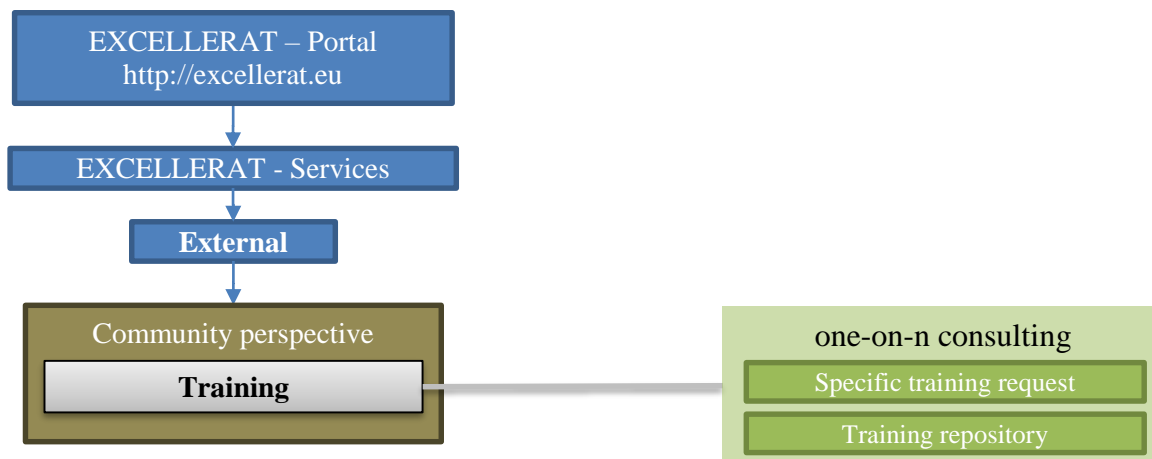 EXCELLERAT – Portal
http://excellerat.eu
EXCELLERAT - Services
External
Community perspective
Training
one-on-n consulting
Specific training request
Training repository